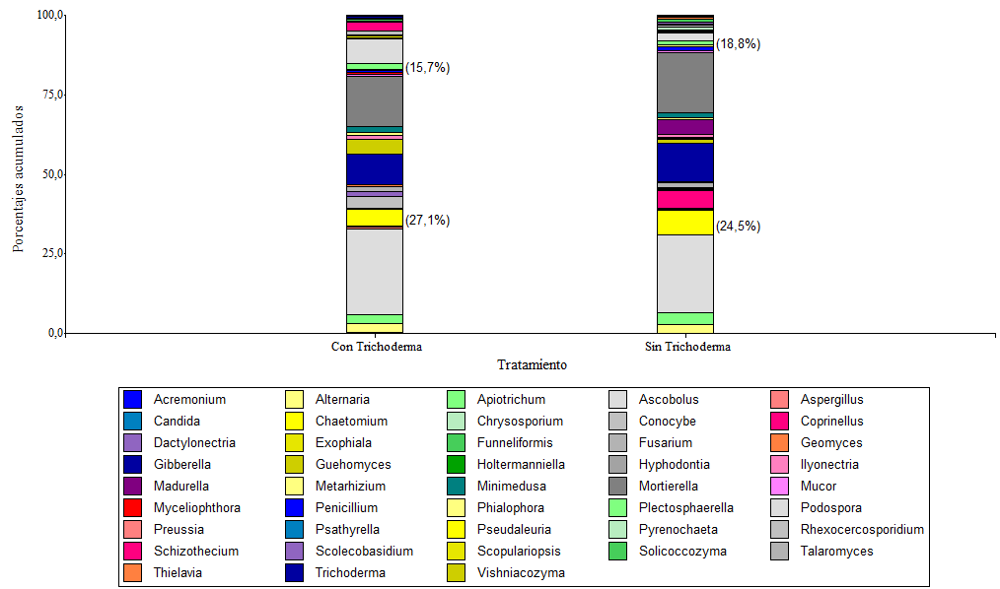 100,0
(18,8%)
(15,7%)
75,0
Porcentajes acumulados
50,0
(27,1%)
(24,5%)
25,0
0,0
Con Trichoderma Sin Trichoderma
Tratamiento
Acremonium Alternaria Apiotrichum Ascobolus Aspergillus
Candida Chaetomium Chrysosporium Conocybe Coprinellus
Dactylonectria Exophiala Funneliformis Fusarium Geomyces
Gibberella Guehomyces Holtermanniella Hyphodontia Ilyonectria
Madurella Metarhizium Minimedusa Mortierella Mucor
Myceliophthora Penicillium Phialophora Plectosphaerella Podospora
Preussia Psathyrella Pseudaleuria Pyrenochaeta Rhexocercosporidium
Schizothecium Scolecobasidium Scopulariopsis Solicoccozyma Talaromyces
Thielavia Trichoderma Vishniacozyma